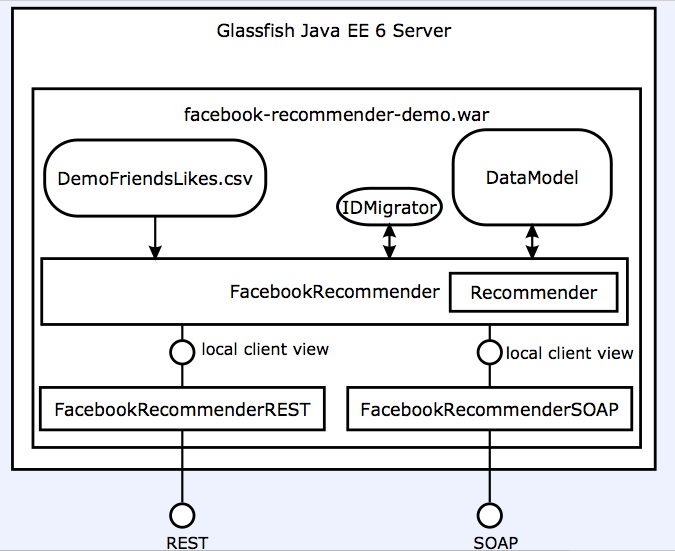 Glassfish Java EE 6 Server
facebook-recommender-demo.war
DemoFriendsLikes.csv
IDMigrator
DataModel
FacebookRecommender
Recommender
local client view
local client view
FacebookRecommenderREST
FacebookRecommenderSOAP
REST
SOAP